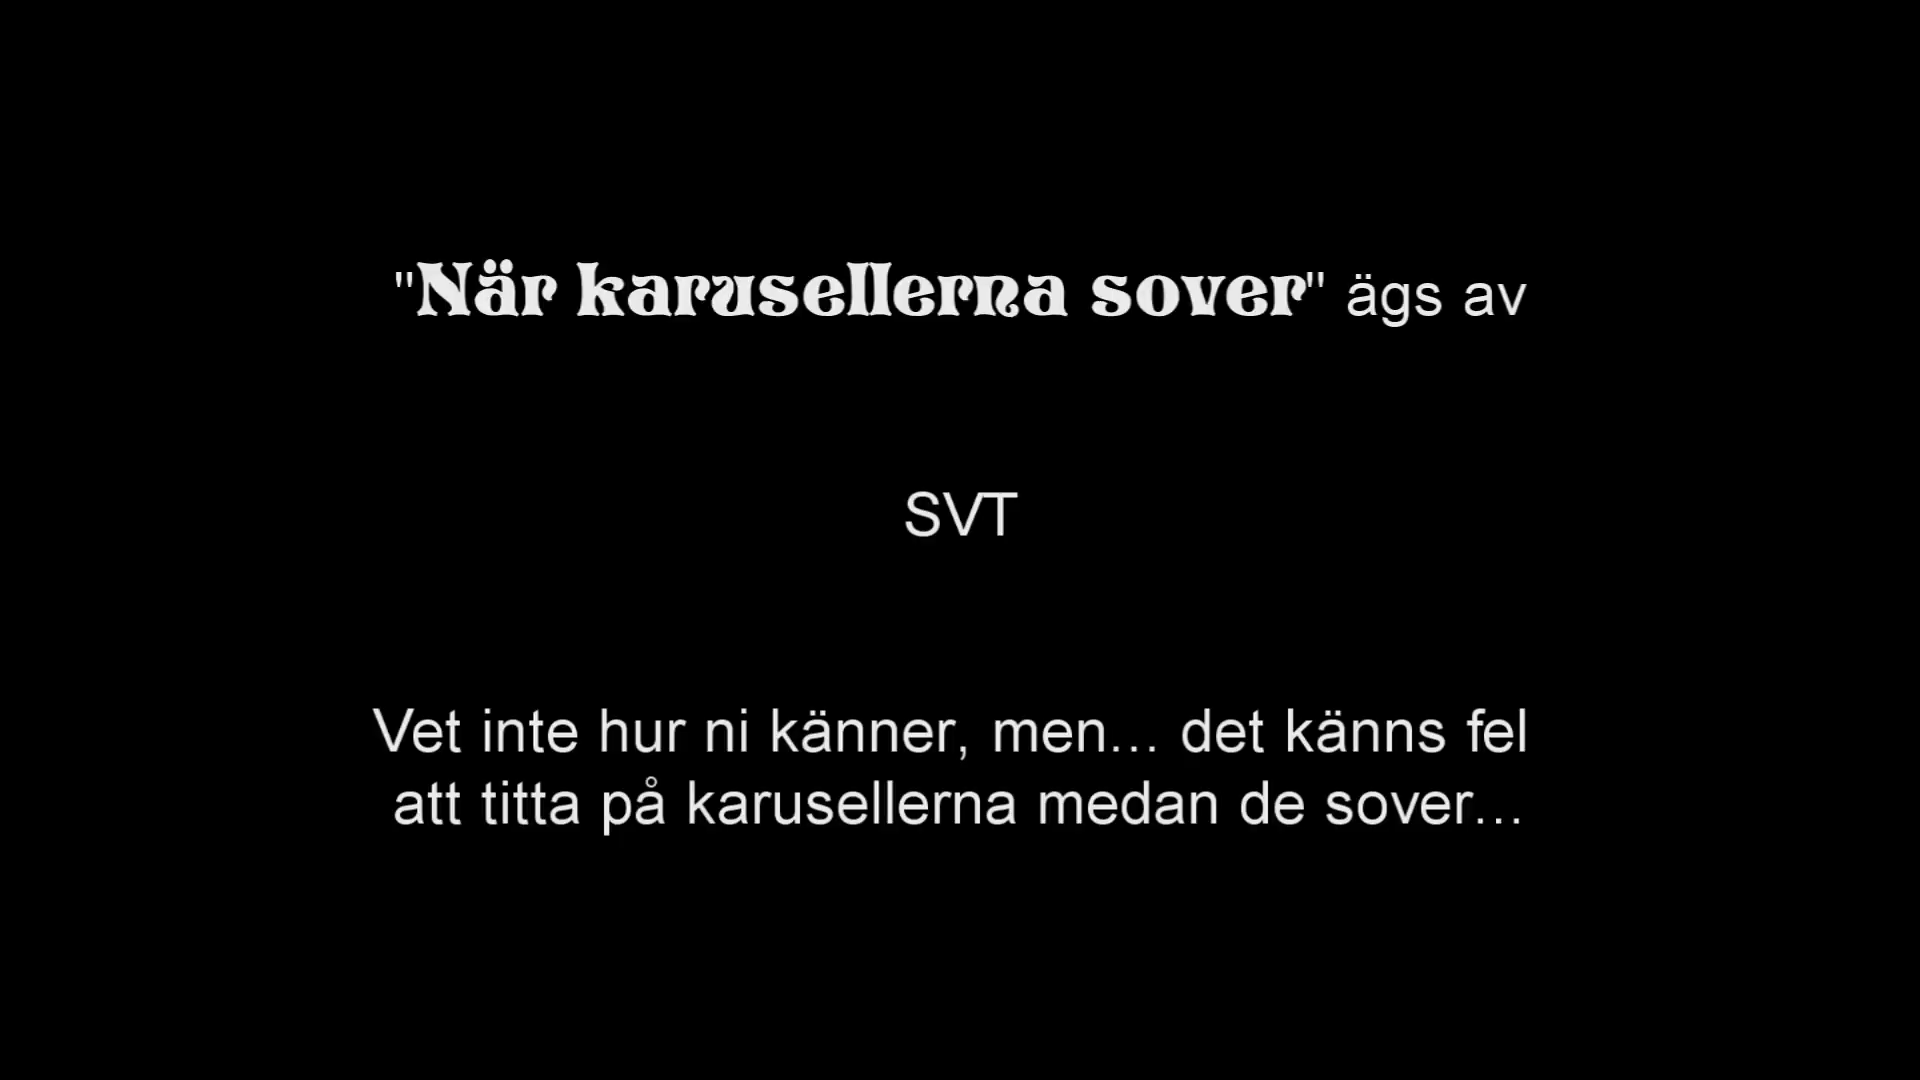 "När karusellerna sover" ägs av
SVT
Vet inte hur ni känner, men... det känns fel
att titta på karusellerna medan de sover...